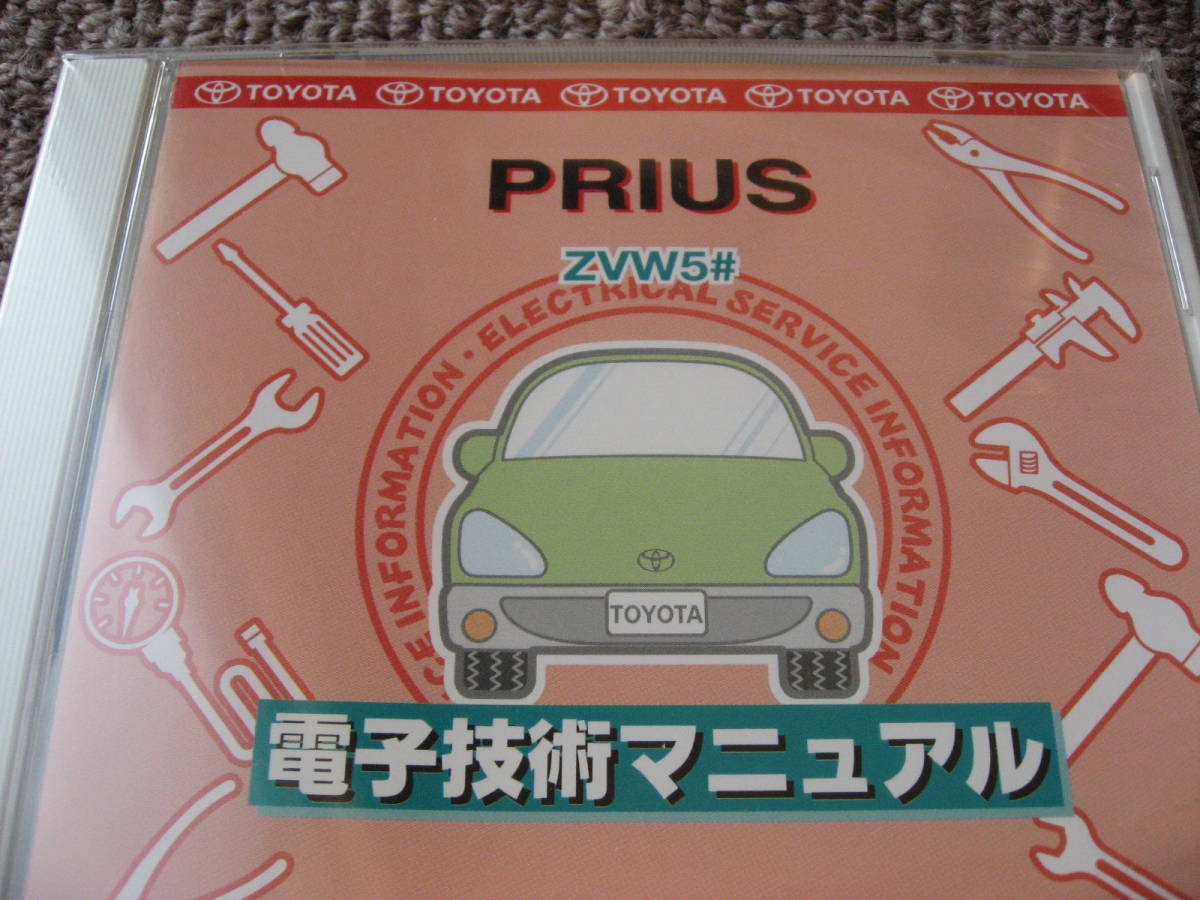 TOYOTA TOYOTA TOYOTA TOYOTA TOYOTA
PRIUS
ZVW5#
INFORMATION・ELECTRICAL SERVICE INFORMATION
TOYOTA
電子技術マニュアル